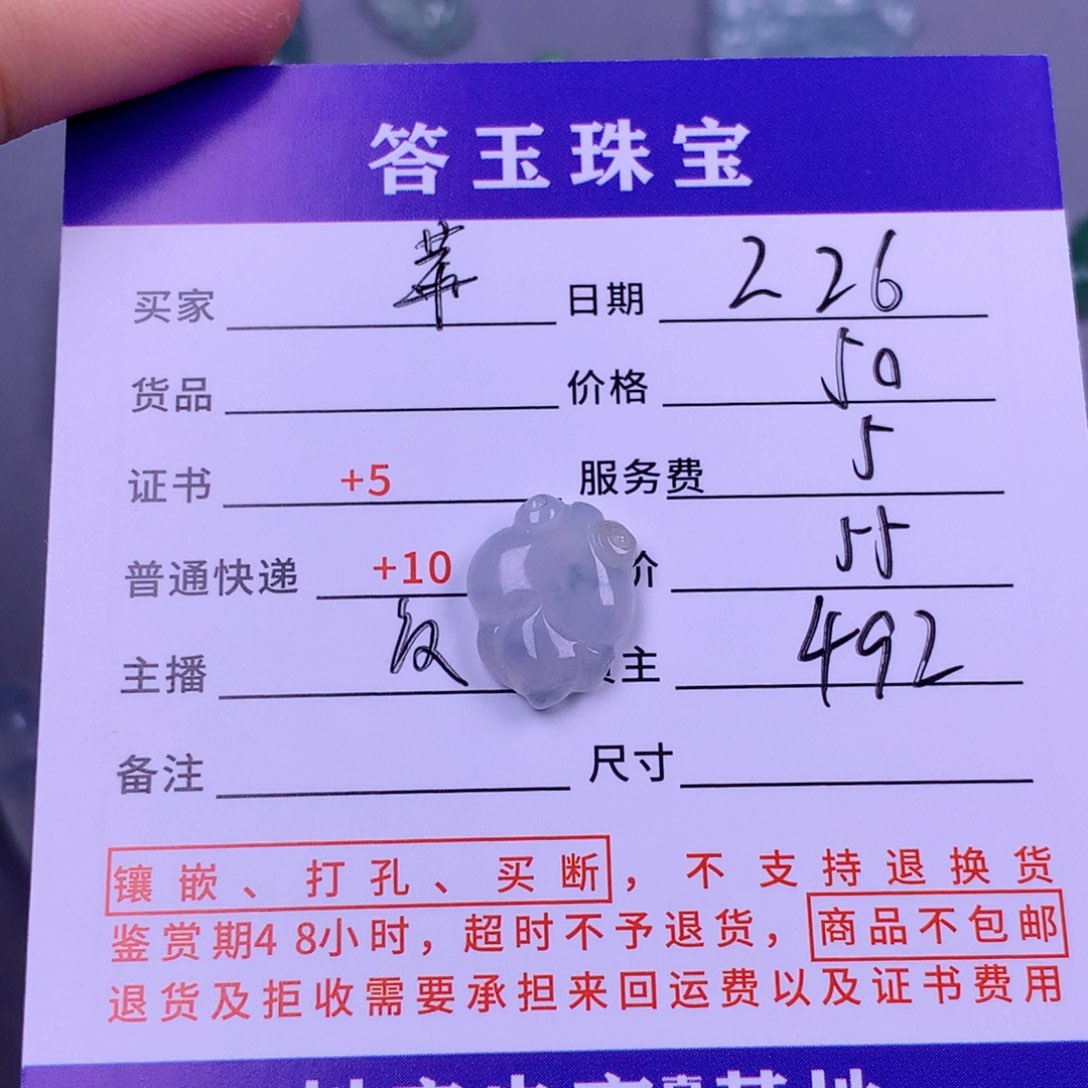 答玉珠宝
买家 日期 226
货品 价格 50
证书 +5 服务费 5
普通快递 +10 价 55
主播 主 492
备注 尺寸
镶嵌、打孔、买断，不支持退换货
鉴赏期48小时，超时不予退货，商品不包邮
退货及拒收需要承担来回运费以及证书费用